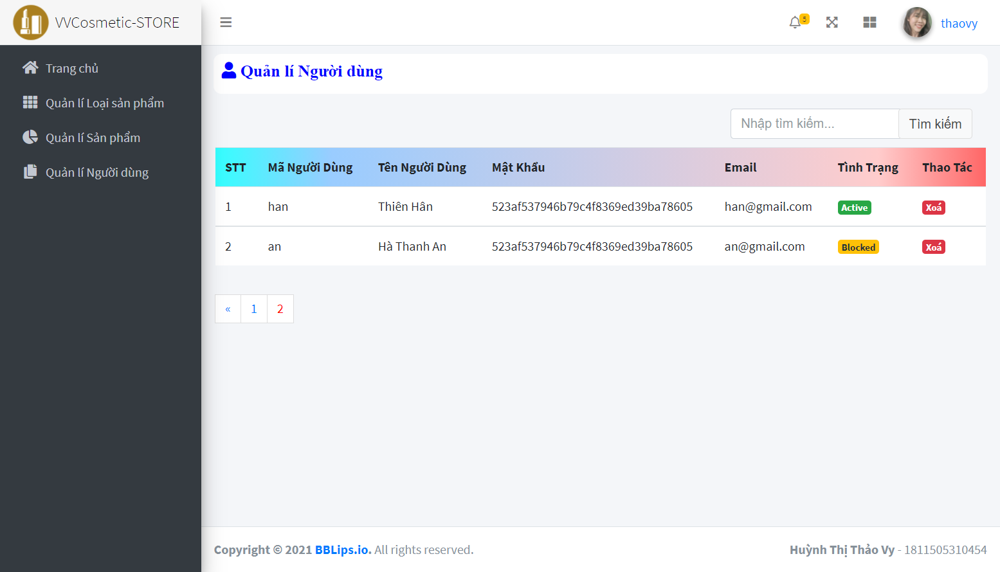 VVCosmetic-STORE
5
thaovy
Trang chủ
Quản lí Loại sản phẩm
Quản lí Sản phẩm
Quản lí Người dùng
Quản lí Người dùng
Nhập tìm kiếm... Tìm kiếm
STT Mã Người Dùng Tên Người Dùng Mật Khẩu Email Tình Trạng Thao Tác
1 han Thiên Hân 523af537946b79c4f8369ed39ba78605 han@gmail.com Active Xoá
2 an Hà Thanh An 523af537946b79c4f8369ed39ba78605 an@gmail.com Blocked Xoá
« 1 2
Copyright © 2021 BBLips.io. All rights reserved.
Huỳnh Thị Thảo Vy - 1811505310454